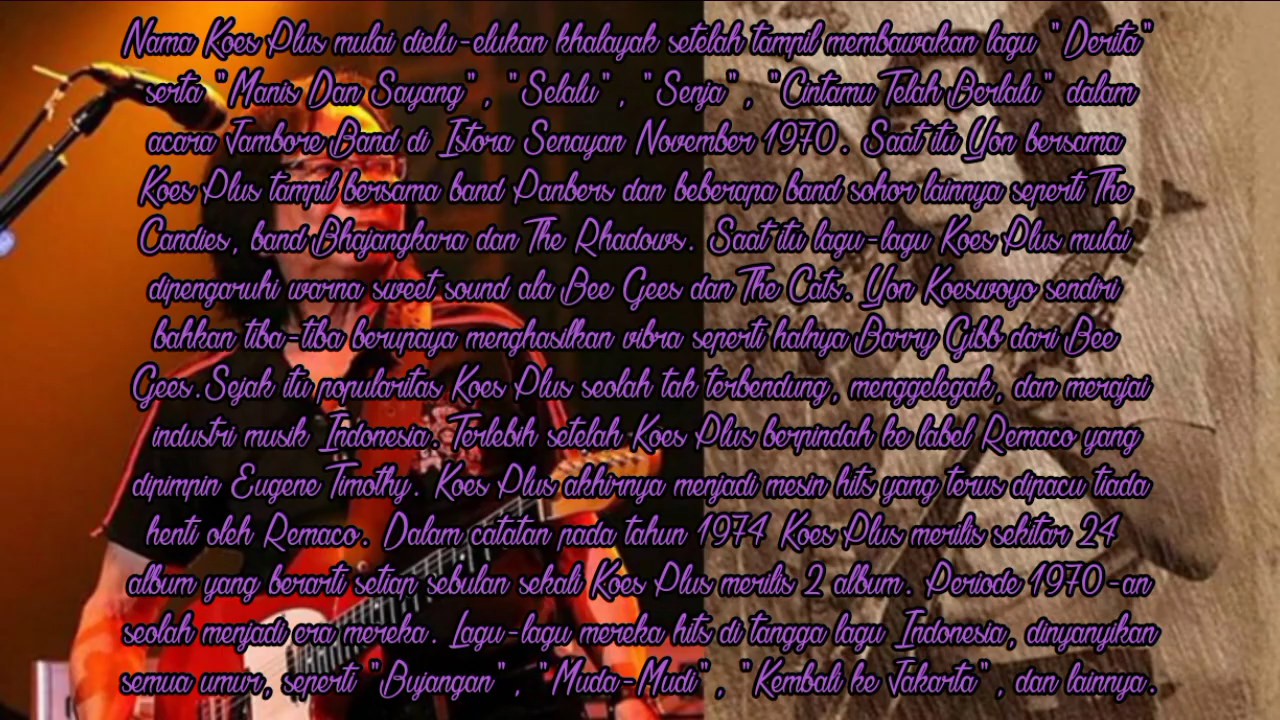 Nama Koes Plus mulai dielu-elukan khalayak setelah tampil membawakan lagu "Derita"
serta "Manis Dan Sayang", "Selalu", "Senja", "Cintamu Telah Berlalu" dalam
acara Jambore Band di Istora Senayan November 1970. Saat itu Yon bersama
Koes Plus tampil bersama band Panbers dan beberapa band sohor lainnya seperti The
Candies, band Bhajangkara dan The Rhadows. Saat itu lagu-lagu Koes Plus mulai
dipengaruhi warna sweet sound ala Bee Gees dan The Cats. Yon Koeswoyo sendiri
bahkan tiba-tiba berupaya menghasilkan vibra seperti halnya Barry Gibb dari Bee
Gees.Sejak itu popularitas Koes Plus seolah tak terbendung, menggelegak, dan merajai
industri musik Indonesia. Terlebih setelah Koes Plus berpindah ke label Remaco yang
dipimpin Eugene Timothy. Koes Plus akhirnya menjadi mesin hits yang terus dipacu tiada
henti oleh Remaco. Dalam catatan pada tahun 1974 Koes Plus merilis sekitar 24
album yang berarti setiap sebulan sekali Koes Plus merilis 2 album. Periode 1970-an
seolah menjadi era mereka. Lagu-lagu mereka hits di tangga lagu Indonesia, dinyanyikan
semua umur, seperti "Bujangan", "Muda-Mudi", "Kembali ke Jakarta", dan lainnya.